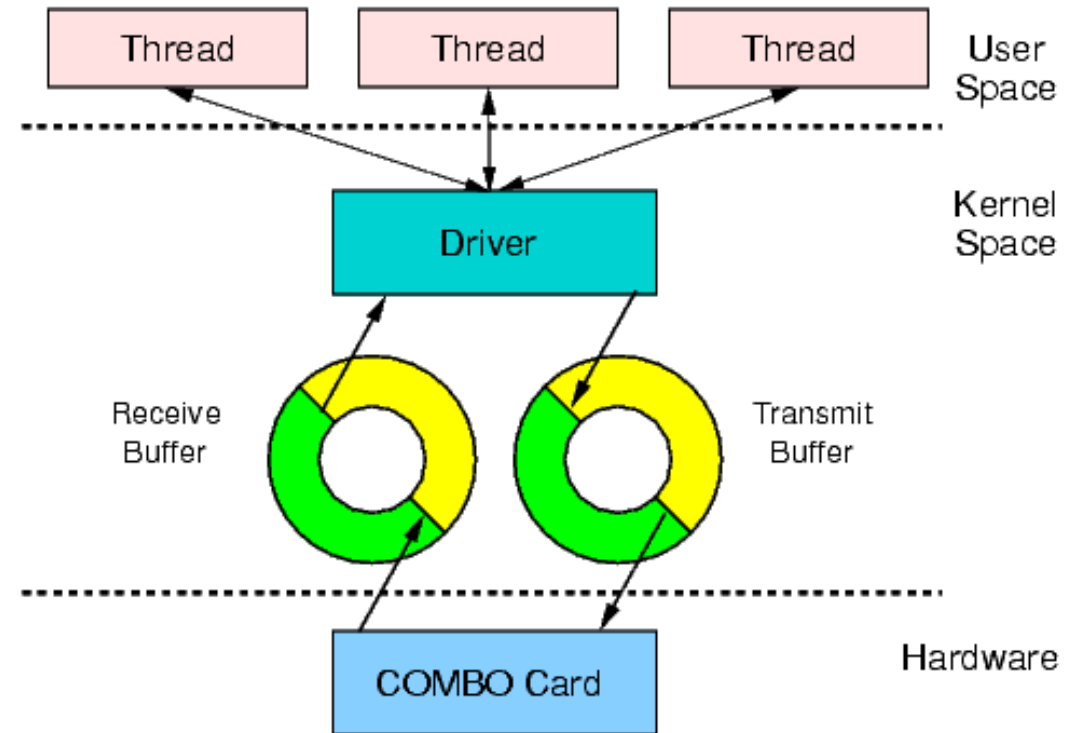 Thread
Thread
Thread
User
Space
Driver
Kernel
Space
Receive
Buffer
Transmit
Buffer
COMBO Card
Hardware